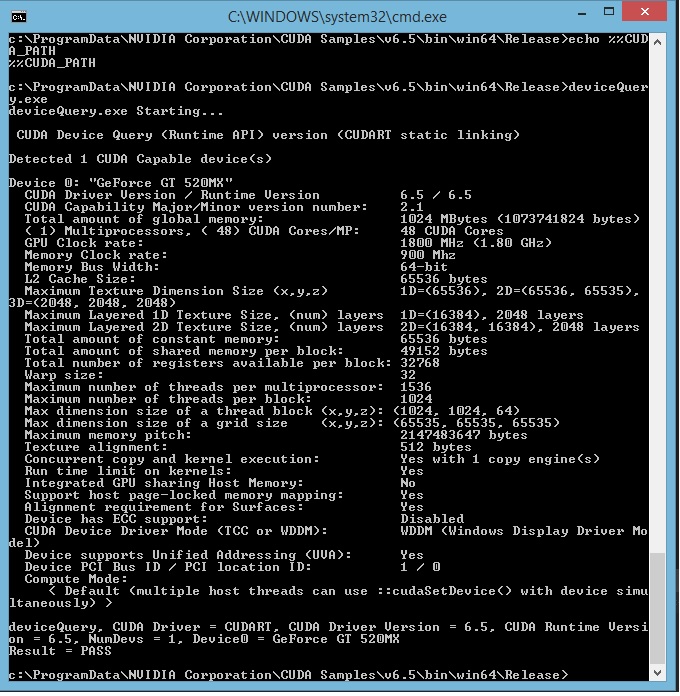 C:\WINDOWS\system32\cmd.exe
c:\ProgramData\NVIDIA Corporation\CUDA Samples\v6.5\bin\win64\Release>echo %%CUD
A_PATH
%%CUDA_PATH
c:\ProgramData\NVIDIA Corporation\CUDA Samples\v6.5\bin\win64\Release>deviceQuer
y.exe
deviceQuery.exe Starting...
CUDA Device Query (Runtime API) version (CUDART static linking)
Detected 1 CUDA Capable device(s)
Device 0: "GeForce GT 520MX"
CUDA Driver Version / Runtime Version 6.5 / 6.5
CUDA Capability Major/Minor version number: 2.1
Total amount of global memory: 1024 MBytes (1073741824 bytes)
( 1) Multiprocessors, ( 48) CUDA Cores/MP: 48 CUDA Cores
GPU Clock rate: 1800 MHz (1.80 GHz)
Memory Clock rate: 900 Mhz
Memory Bus Width: 64-bit
L2 Cache Size: 65536 bytes
Maximum Texture Dimension Size (x,y,z) 1D=(65536), 2D=(65536, 65535),
3D=(2048, 2048, 2048)
Maximum Layered 1D Texture Size, (num) layers 1D=(16384), 2048 layers
Maximum Layered 2D Texture Size, (num) layers 2D=(16384, 16384), 2048 layers
Total amount of constant memory: 65536 bytes
Total amount of shared memory per block: 49152 bytes
Total number of registers available per block: 32768
Warp size: 32
Maximum number of threads per multiprocessor: 1536
Maximum number of threads per block: 1024
Max dimension size of a thread block (x,y,z): (1024, 1024, 64)
Max dimension size of a grid size (x,y,z): (65535, 65535, 65535)
Maximum memory pitch: 2147483647 bytes
Texture alignment: 512 bytes
Concurrent copy and kernel execution: Yes with 1 copy engine(s)
Run time limit on kernels: Yes
Integrated GPU sharing Host Memory: No
Support host page-locked memory mapping: Yes
Alignment requirement for Surfaces: Yes
Device has ECC support: Disabled
CUDA Device Driver Mode (TCC or WDDM): WDDM (Windows Display Driver Mo
del)
Device supports Unified Addressing (UVA): Yes
Device PCI Bus ID / PCI location ID: 1 / 0
Compute Mode:
< Default (multiple host threads can use ::cudaSetDevice() with device simu
ltaneously) >
deviceQuery, CUDA Driver = CUDART, CUDA Driver Version = 6.5, CUDA Runtime Versi
on = 6.5, NumDevs = 1, Device0 = GeForce GT 520MX
Result = PASS
c:\ProgramData\NVIDIA Corporation\CUDA Samples\v6.5\bin\win64\Release>